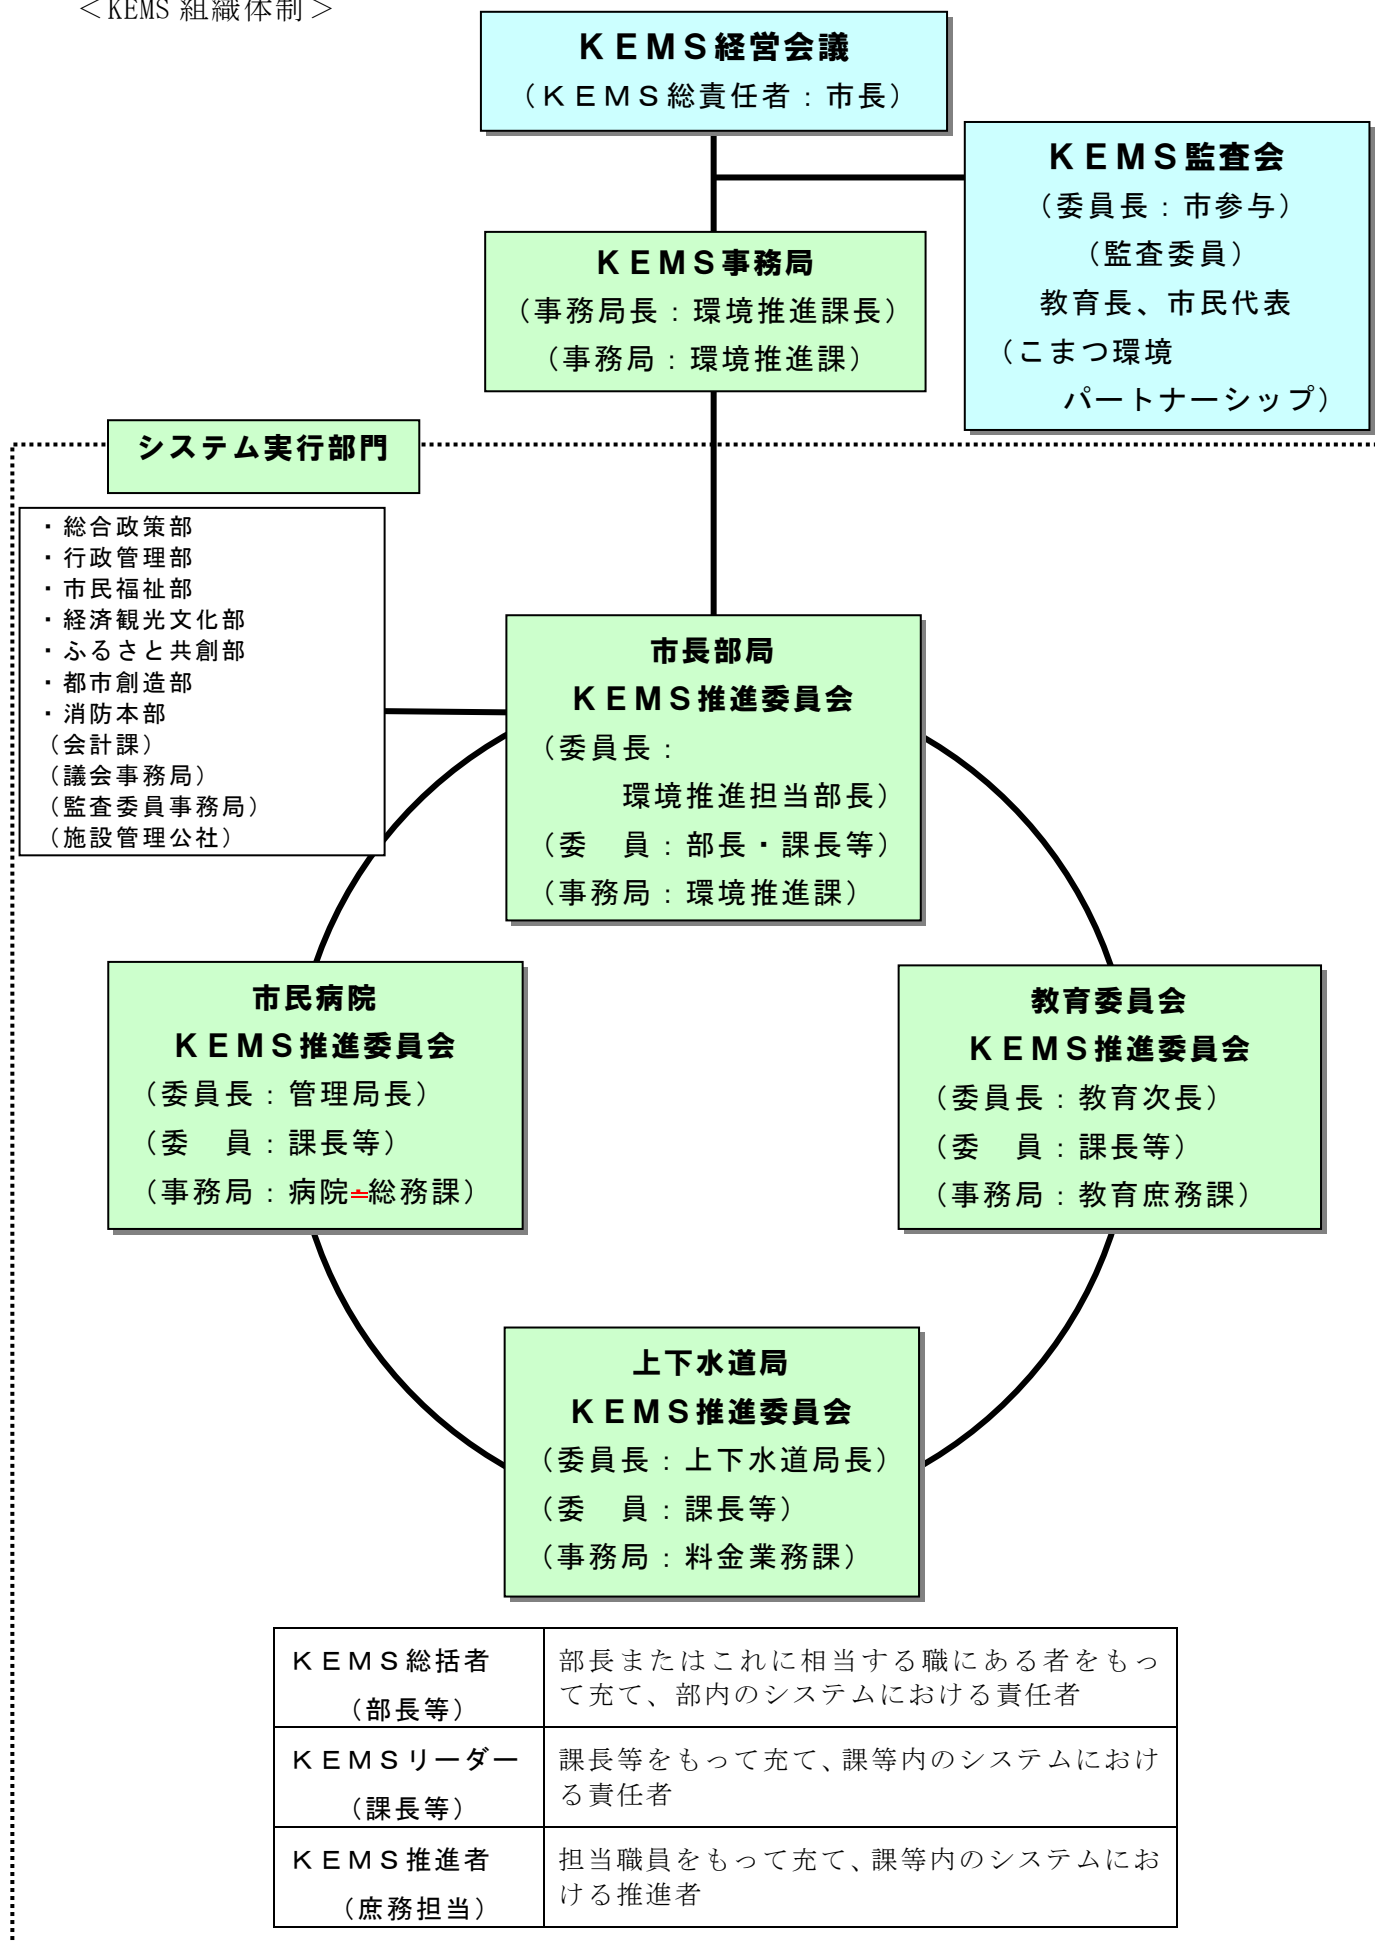 ＜KEMS 組織体制＞
ＫＥＭＳ経営会議
（ＫＥＭＳ総責任者：市長）
ＫＥＭＳ監査会
（委員長：市参与）
（監査委員）
教育長、市民代表
（こまつ環境
パートナーシップ）
ＫＥＭＳ事務局
（事務局長：環境推進課長）
（事務局：環境推進課）
システム実行部門
・総合政策部
・行政管理部
・市民福祉部
・経済観光文化部
・ふるさと共創部
・都市創造部
・消防本部
（会計課）
（議会事務局）
（監査委員事務局）
（施設管理公社）
市長部局
ＫＥＭＳ推進委員会
（委員長：
環境推進担当部長）
（委　員：部長・課長等）
（事務局：環境推進課）
市民病院
ＫＥＭＳ推進委員会
（委員長：管理局長）
（委　員：課長等）
（事務局：病院・総務課）
教育委員会
ＫＥＭＳ推進委員会
（委員長：教育次長）
（委　員：課長等）
（事務局：教育庶務課）
上下水道局
ＫＥＭＳ推進委員会
（委員長：上下水道局長）
（委　員：課長等）
（事務局：料金業務課）
ＫＥＭＳ総括者
（部長等）
部長またはこれに相当する職にある者をもっ
て充て、部内のシステムにおける責任者
ＫＥＭＳリーダー
（課長等）
課長等をもって充て、課等内のシステムにおけ
る責任者
ＫＥＭＳ推進者
（庶務担当）
担当職員をもって充て、課等内のシステムにお
ける推進者